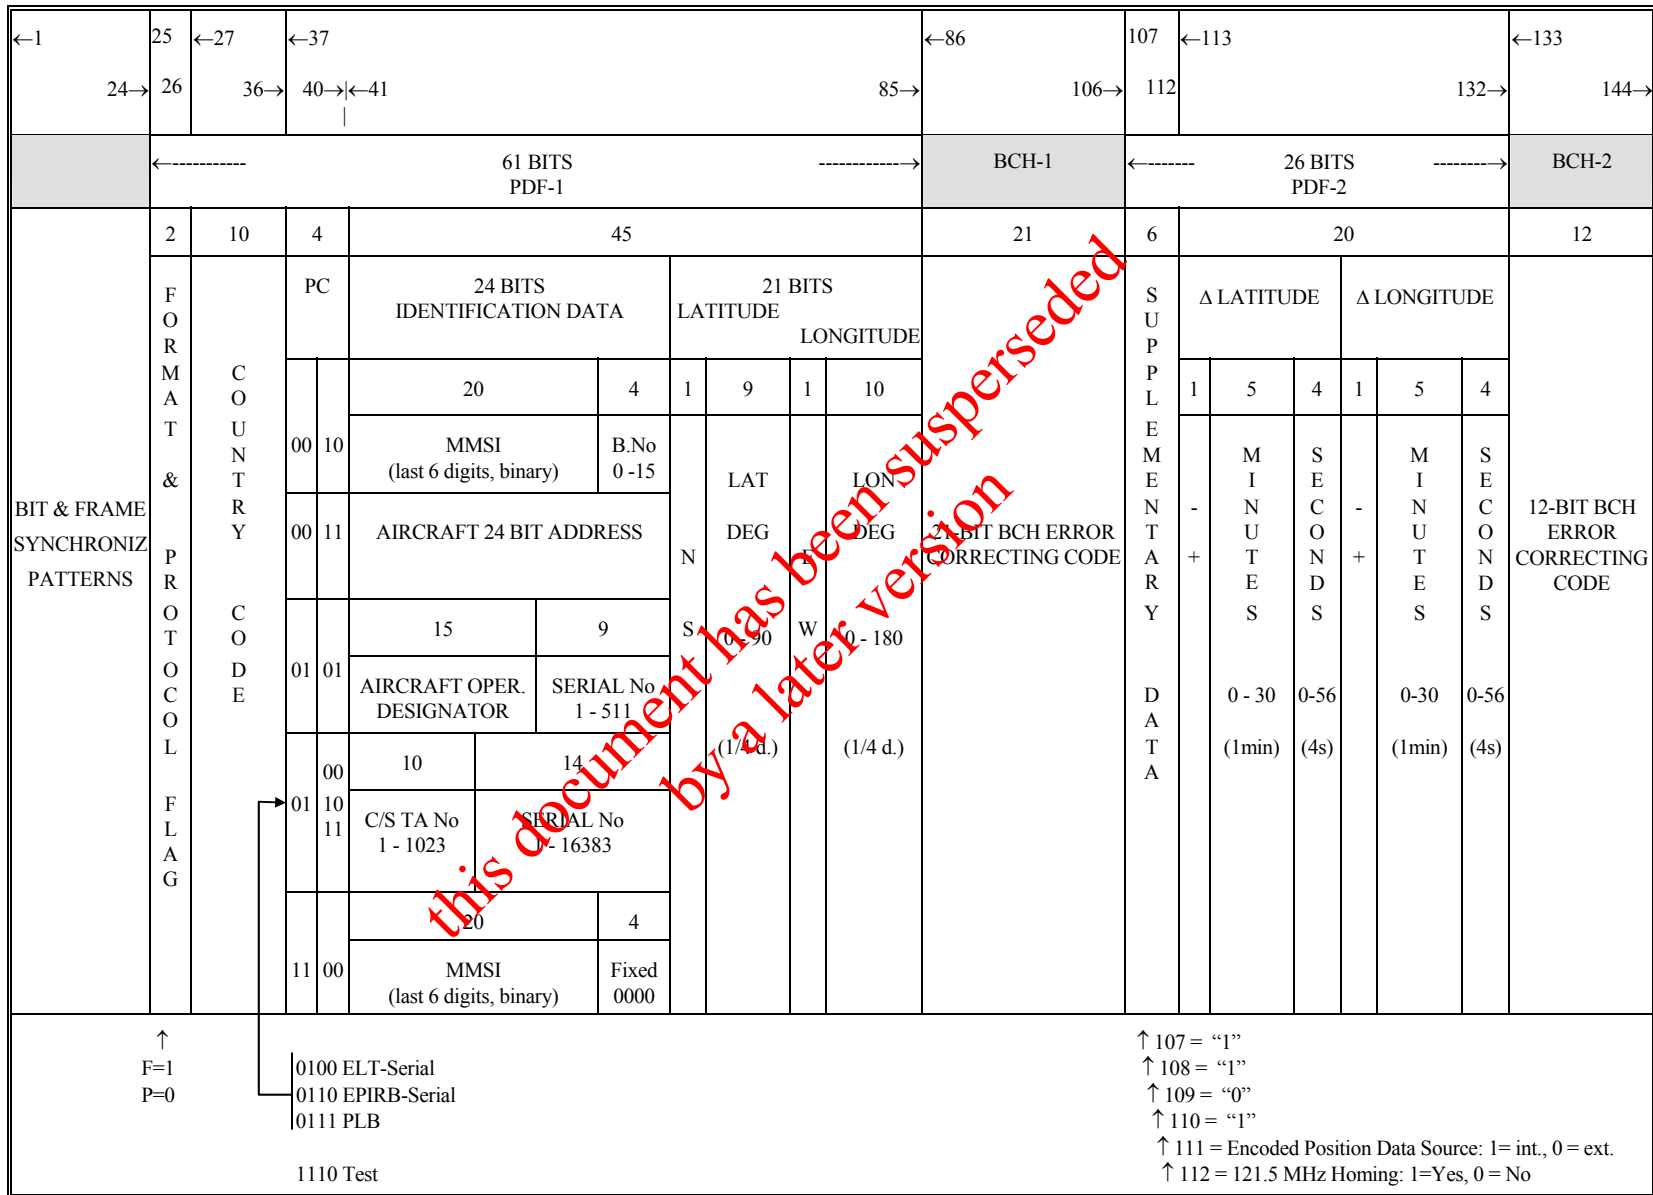 ←1 25 ←27 ←37 ←86 107 ←113 ←133
24→ 26 36→ 40→|←41 85→ 106→ 112 132→ 144→
|
←------------ 61 BITS -------------→ BCH-1 ←------- 26 BITS --------→ BCH-2
PDF-1 PDF-2
2 10 4 45 21 6 20 12
BIT & FRAME
SYNCHRONIZ
PATTERNS
FORMAT & PROTOCOL FLAG
COUNTRY CODE
PC
24 BITS
IDENTIFICATION DATA
21 BITS
LATITUDE
LONGITUDE
20 4 1 9 1 10
00 10
MMSI
(last 6 digits, binary)
B.No
0 -15
00 11
AIRCRAFT 24 BIT ADDRESS
15 9
01 01
AIRCRAFT OPER.
DESIGNATOR
SERIAL No
1 - 511
00
10 14
01 10
11
C/S TA No
1 - 1023
SERIAL No
1 - 16383
20 4
11 00
MMSI
(last 6 digits, binary)
Fixed
0000
N
S
LAT
DEG
0 - 90
(1/4 d.)
E
W
LON
DEG
0 - 180
(1/4 d.)
21-BIT BCH ERROR
CORRECTING CODE
SUPPLEMENTARY DATA
Δ LATITUDE Δ LONGITUDE
1 5 4 1 5 4
-
+
MINUTES
0 - 30
(1min)
SECONDS
0-56
(4s)
-
+
MINUTES
0-30
(1min)
SECONDS
0-56
(4s)
12-BIT BCH
ERROR
CORRECTING
CODE
this document has been suspersedeed
by a later version
↑
F=1
P=0
0100 ELT-Serial
0110 EPIRB-Serial
0111 PLB
1110 Test
↑ 107 = “1”
↑ 108 = “1”
↑ 109 = “0”
↑ 110 = “1”
↑ 111 = Encoded Position Data Source: 1= int., 0 = ext.
↑ 112 = 121.5 MHz Homing: 1=Yes, 0 = No